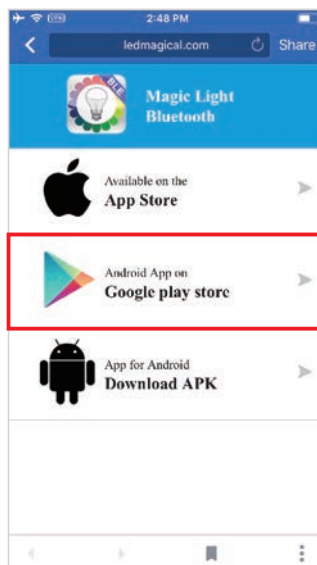 2:48 PM
ledmagical.com
Share
BLE
Magic Light
Bluetooth
Available on the
App Store
Android App on
Google play store
App for Android
Download APK